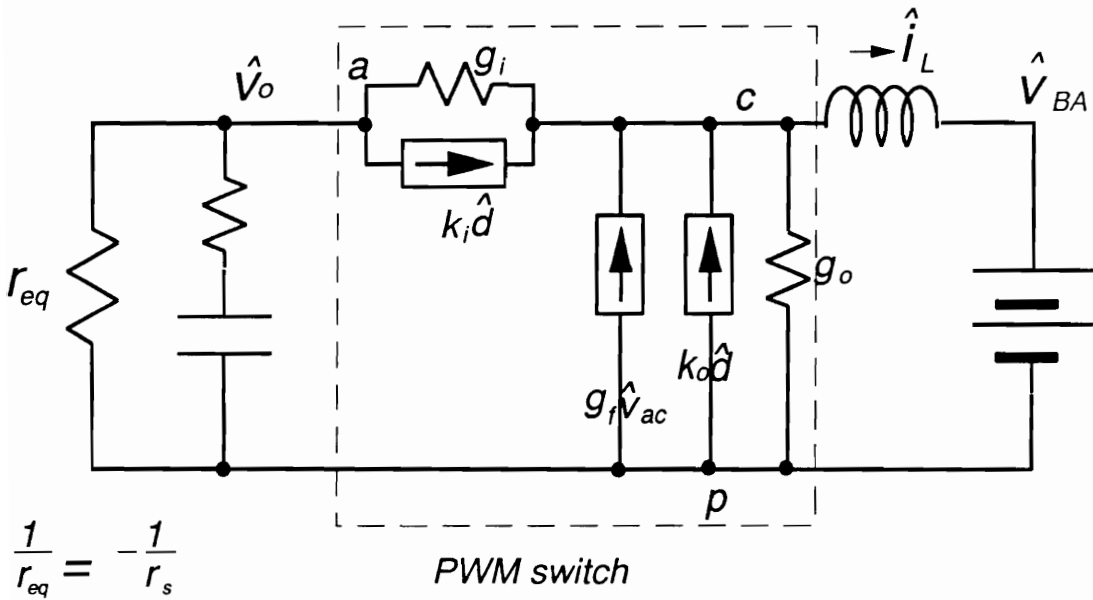 îL
a
gi
v̂o
c
v̂BA
kid̂
req
go
kod̂
gfv̂ac
p
1/req = -1/rs
PWM switch